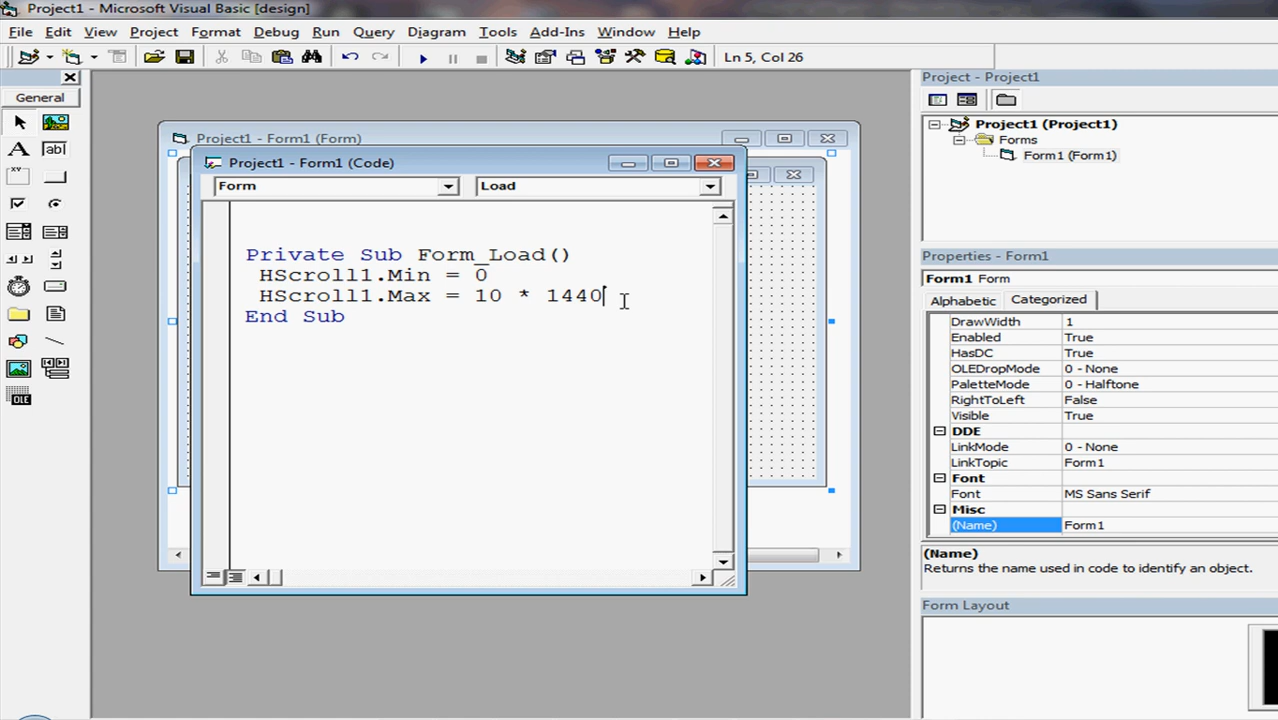 Project1 - Microsoft Visual Basic [design]
File Edit View Project Format Debug Run Query Diagram Tools Add-Ins Window Help
Ln 5, Col 26
General
Project1 - Form1 (Form)
Project1 - Form1 (Code)
Form
Load
Private Sub Form_Load()
HScroll1.Min = 0
HScroll1.Max = 10 * 1440
End Sub
Project - Project1
Project1 (Project1)
Forms
Form1 (Form1)
Properties - Form1
Form1 Form
Alphabetic Categorized
DrawWidth 1
Enabled True
HasDC True
OLEDropMode 0 - None
PaletteMode 0 - Halftone
RightToLeft False
Visible True
DDE
LinkMode 0 - None
LinkTopic Form1
Font
Font MS Sans Serif
Misc
(Name) Form1
(Name)
Returns the name used in code to identify an object.
Form Layout
A
ab|
xv
OLE